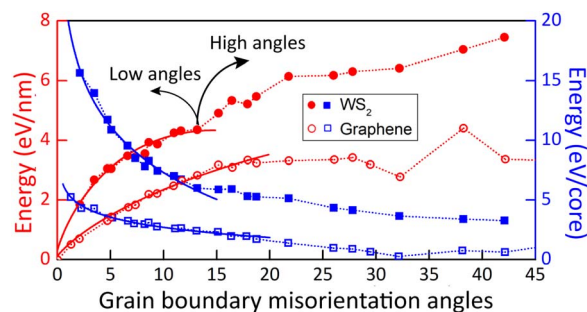 8
6
4
2
0
Energy (eV/nm)
20
15
10
5
0
Energy (eV/core)
High angles
Low angles
WS₂
Graphene
0 5 10 15 20 25 30 35 40 45
Grain boundary misorientation angles